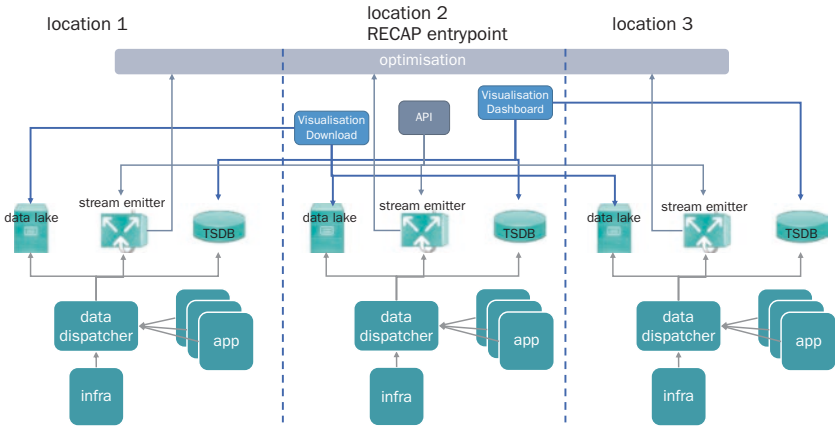 location 1
location 2
RECAP entrypoint
location 3
optimisation
Visualisation
Download
API
Visualisation
Dashboard
data lake
stream emitter
TSDB
data lake
stream emitter
TSDB
data lake
stream emitter
TSDB
data
dispatcher
app
data
dispatcher
app
data
dispatcher
app
infra
infra
infra